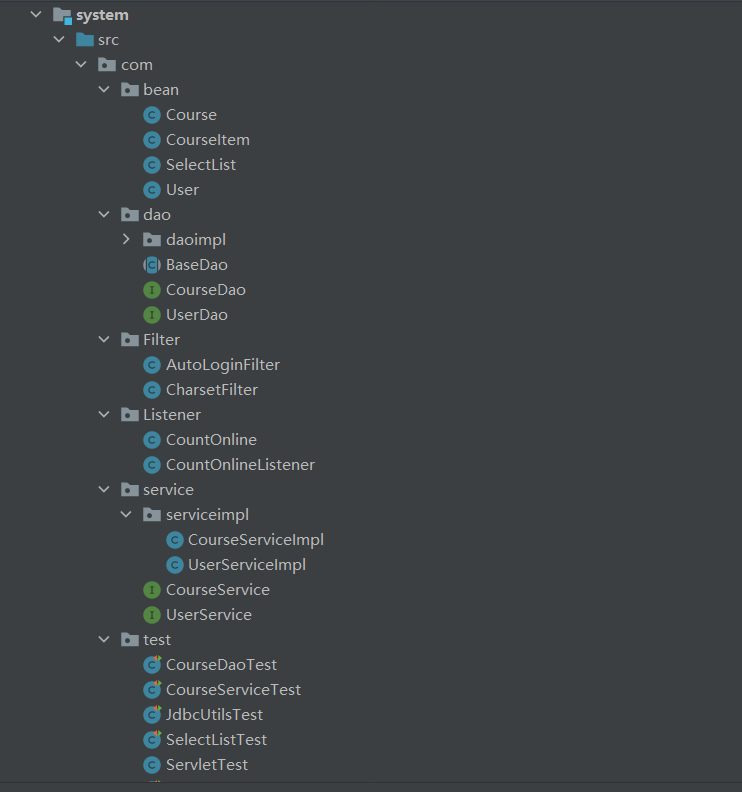 system
src
com
bean
Course
CourseItem
SelectList
User
dao
daoimpl
BaseDao
CourseDao
UserDao
Filter
AutoLoginFilter
CharsetFilter
Listener
CountOnline
CountOnlineListener
service
serviceimpl
CourseServiceImpl
UserServiceImpl
CourseService
UserService
test
CourseDaoTest
CourseServiceTest
JdbcUtilsTest
SelectListTest
ServletTest